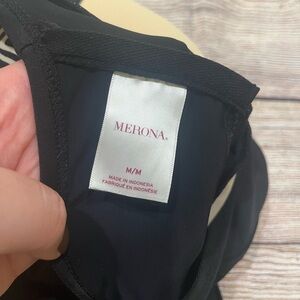 MERONA®
M/M
MADE IN INDONESIA
FABRIQUÉ EN INDONÉSIE